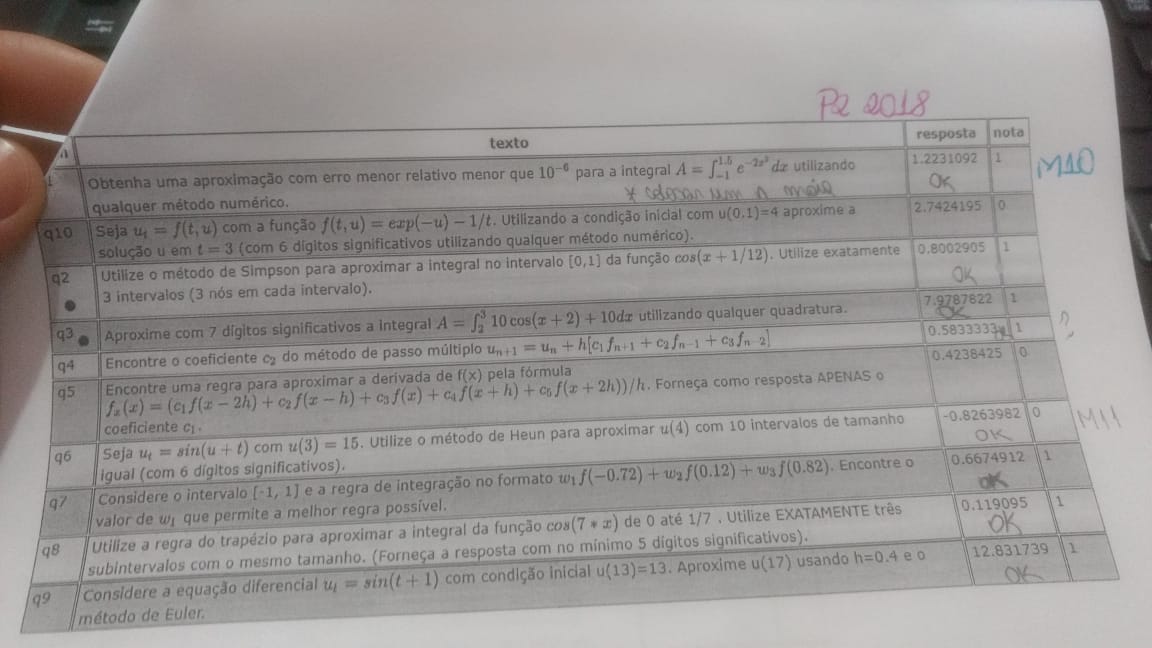 P2 2018
n texto resposta nota
1 Obtenha uma aproximação com erro menor relativo menor que 10^{-6} para a integral A = ∫_{-1}^{1.5} e^{-2x^2} dx utilizando 1.2231092 1 M10
qualquer método numérico. * colocar um n OK
q10 Seja u_t = f(t, u) com a função f(t, u) = exp(-u) - 1/t. Utilizando a condição inicial com u(0.1)=4 aproxime a 2.7424195 0
solução u em t = 3 (com 6 dígitos significativos utilizando qualquer método numérico).
q2 Utilize o método de Simpson para aproximar a integral no intervalo [0,1] da função cos(x + 1/12). Utilize exatamente 0.8002905 1
3 intervalos (3 nós em cada intervalo). OK
q3 Aproxime com 7 dígitos significativos a integral A = ∫_2^3 10 cos(x + 2) + 10dx utilizando qualquer quadratura. 7.9787822 1
OK
q4 Encontre o coeficiente c_2 do método de passo múltiplo u_{n+1} = u_n + h[c_1 f_{n+1} + c_2 f_{n-1} + c_3 f_{n-2}] 0.5833333 1 ?
q5 Encontre uma regra para aproximar a derivada de f(x) pela fórmula 0.4238425 0
f_x(x) = (c_1 f(x - 2h) + c_2 f(x - h) + c_3 f(x) + c_4 f(x + h) + c_5 f(x + 2h))/h. Forneça como resposta APENAS o
coeficiente c_1.
q6 Seja u_t = sin(u + t) com u(3) = 15. Utilize o método de Heun para aproximar u(4) com 10 intervalos de tamanho -0.8263982 0 M11
igual (com 6 dígitos significativos). OK
q7 Considere o intervalo [-1, 1] e a regra de integração no formato w_1 f(-0.72) + w_2 f(0.12) + w_3 f(0.82). Encontre o 0.6674912 1
valor de w_1 que permite a melhor regra possível. OK
q8 Utilize a regra do trapézio para aproximar a integral da função cos(7 * x) de 0 até 1/7 . Utilize EXATAMENTE três 0.119095 1
subintervalos com o mesmo tamanho. (Forneça a resposta com no mínimo 5 dígitos significativos). OK
q9 Considere a equação diferencial u_t = sin(t + 1) com condição inicial u(13)=13. Aproxime u(17) usando h=0.4 e o 12.831739 1
método de Euler. OK